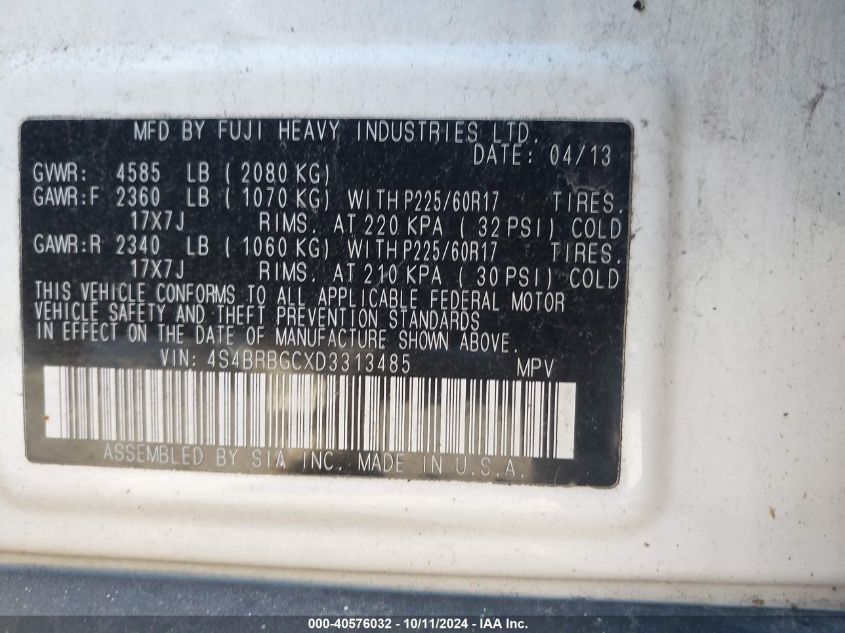 MFD BY FUJI HEAVY INDUSTRIES LTD.
DATE: 04/13
GVWR: 4585 LB ( 2080 KG)
GAWR:F 2360 LB ( 1070 KG) WITH P225/60R17 TIRES.
17X7J RIMS. AT 220 KPA ( 32 PSI) COLD
GAWR:R 2340 LB ( 1060 KG) WITH P225/60R17 TIRES.
17X7J RIMS. AT 210 KPA ( 30 PSI) COLD
THIS VEHICLE CONFORMS TO ALL APPLICABLE FEDERAL MOTOR
VEHICLE SAFETY AND THEFT PREVENTION STANDARDS
IN EFFECT ON THE DATE OF MANUFACTURE SHOWN ABOVE.
VIN: 4S4BRBGCXD3313485 MPV
ASSEMBLED BY SIA INC. MADE IN U.S.A.
000-40576032 - 10/11/2024 - IAA Inc.